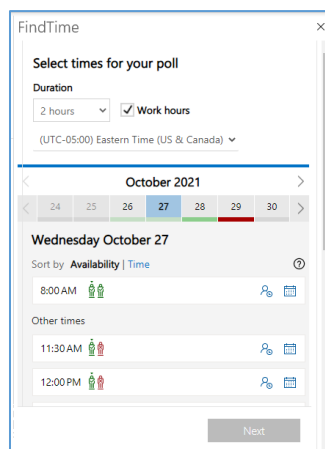 FindTime
Select times for your poll
Duration
2 hours
Work hours
(UTC-05:00) Eastern Time (US & Canada)
October 2021
24 25 26 27 28 29 30
Wednesday October 27
Sort by Availability | Time
8:00 AM
Other times
11:30 AM
12:00 PM
Next